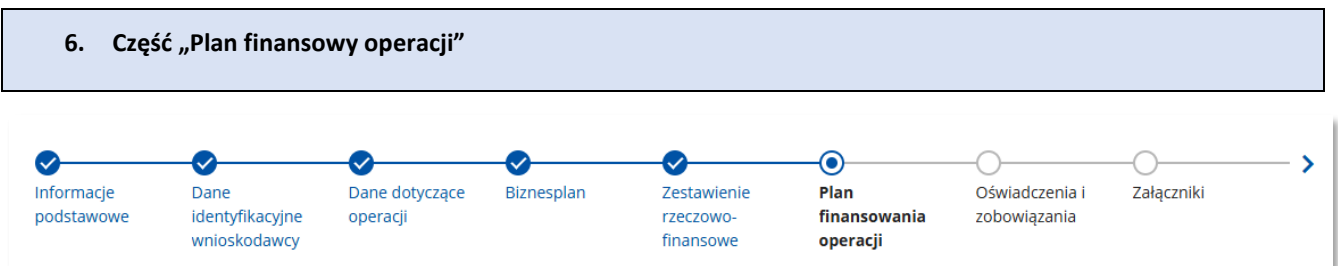 6. Część „Plan finansowy operacji”
Informacje
podstawowe
Dane
identyfikacyjne
wnioskodawcy
Dane dotyczące
operacji
Biznesplan
Zestawienie
rzeczowo-
finansowe
Plan
finansowania
operacji
Oświadczenia i
zobowiązania
Załączniki